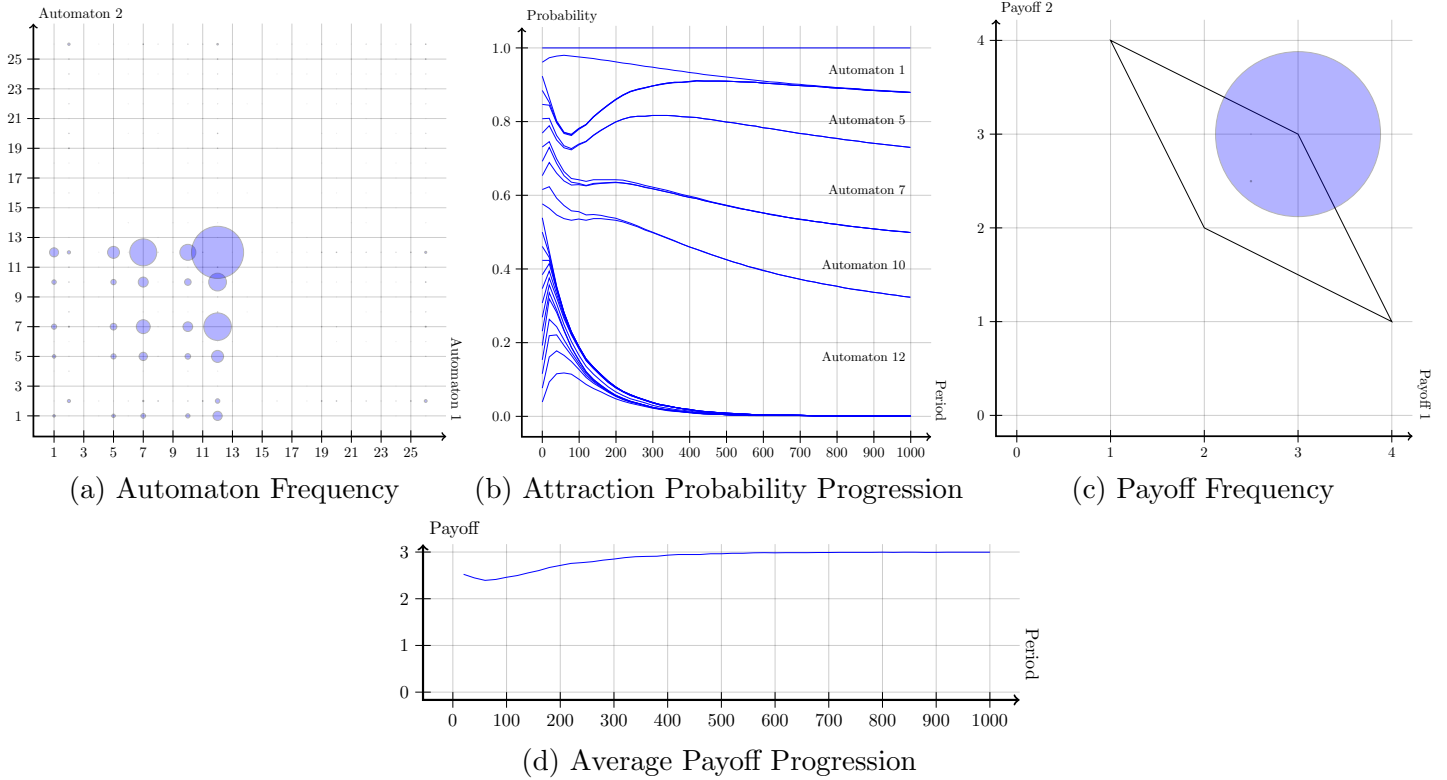 Automaton 2
25
23
21
19
17
15
13
11
9
7
5
3
1
1 3 5 7 9 11 13 15 17 19 21 23 25
Automaton 1
(a) Automaton Frequency
Probability
1.0
0.8
0.6
0.4
0.2
0.0
Automaton 1
Automaton 5
Automaton 7
Automaton 10
Automaton 12
0 100 200 300 400 500 600 700 800 900 1000
Period
(b) Attraction Probability Progression
Payoff 2
4
3
2
1
0
0 1 2 3 4
Payoff 1
(c) Payoff Frequency
Payoff
3
2
1
0
0 100 200 300 400 500 600 700 800 900 1000
Period
(d) Average Payoff Progression